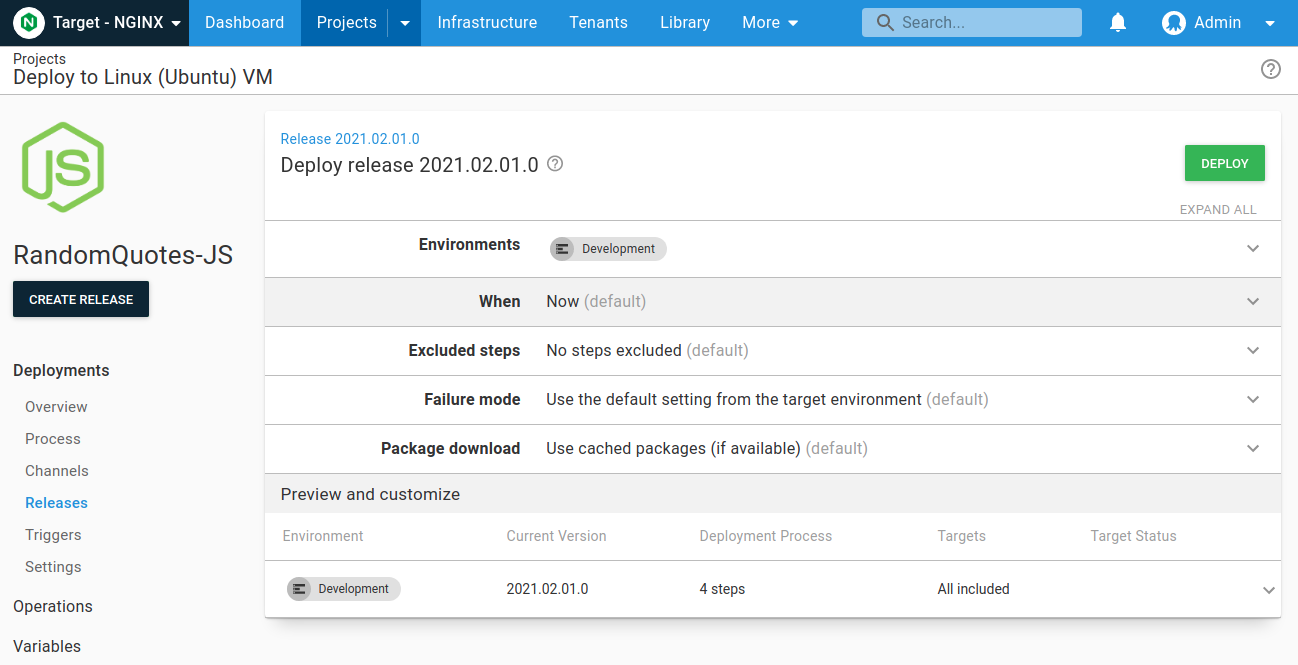 Target - NGINX Dashboard Projects Infrastructure Tenants Library More Search... Admin
Projects
Deploy to Linux (Ubuntu) VM
JS
RandomQuotes-JS
CREATE RELEASE
Deployments
Overview
Process
Channels
Releases
Triggers
Settings
Operations
Variables
Release 2021.02.01.0
Deploy release 2021.02.01.0
DEPLOY
EXPAND ALL
Environments Development
When Now (default)
Excluded steps No steps excluded (default)
Failure mode Use the default setting from the target environment (default)
Package download Use cached packages (if available) (default)
Preview and customize
Environment Current Version Deployment Process Targets Target Status
Development 2021.02.01.0 4 steps All included